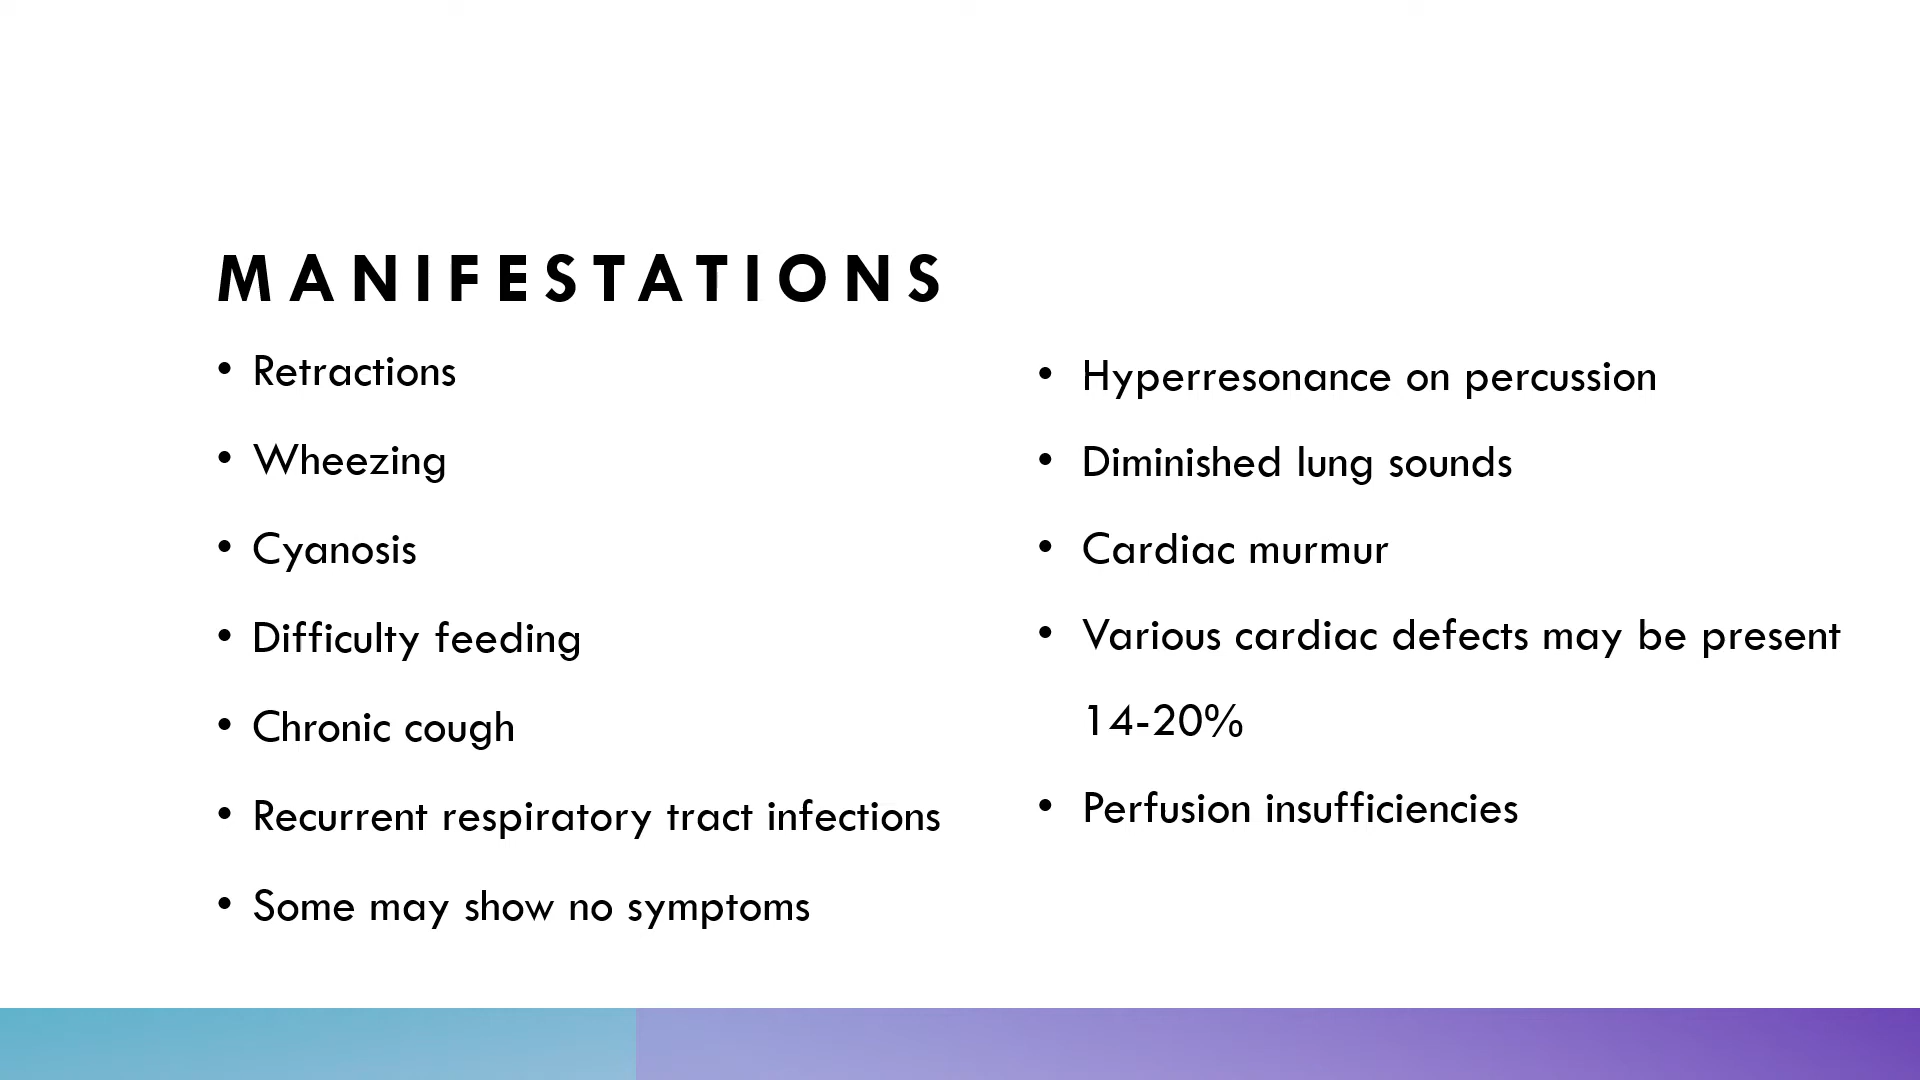 MANIFESTATIONS
• Retractions
• Wheezing
• Cyanosis
• Difficulty feeding
• Chronic cough
• Recurrent respiratory tract infections
• Some may show no symptoms
• Hyperresonance on percussion
• Diminished lung sounds
• Cardiac murmur
• Various cardiac defects may be present
14-20%
• Perfusion insufficiencies